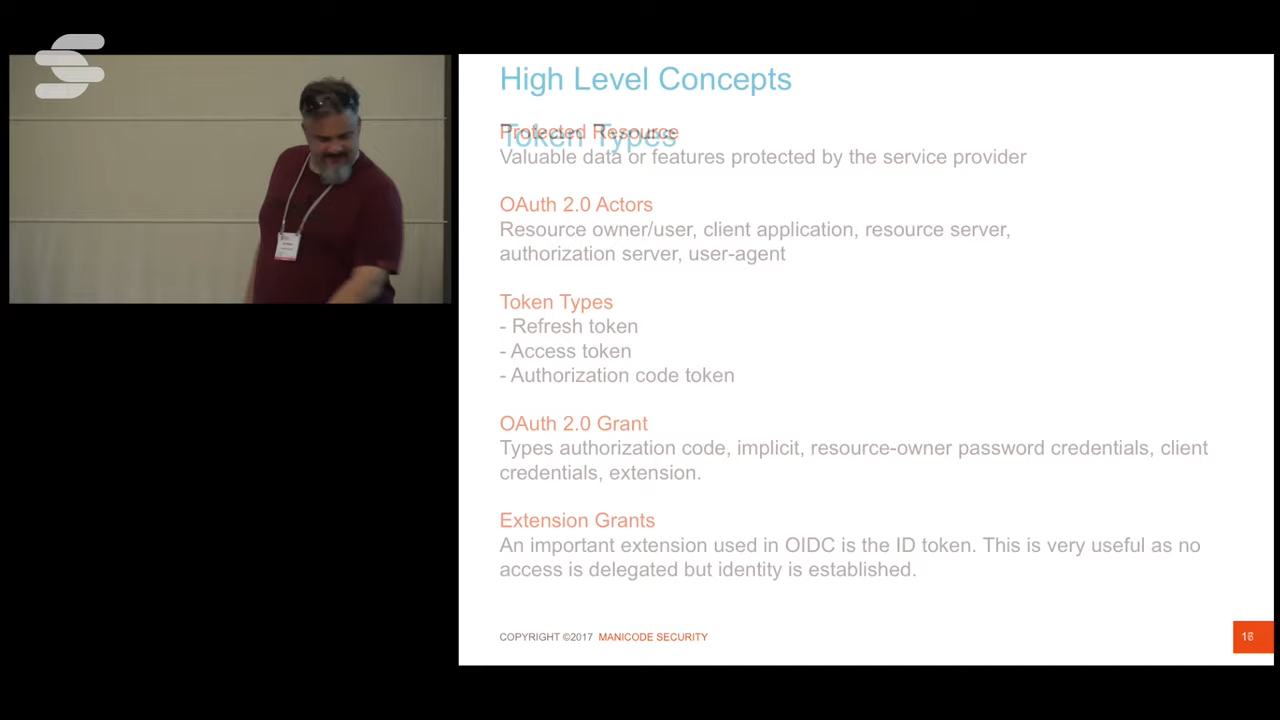 High Level Concepts
Token Types
Protected Resource
Valuable data or features protected by the service provider
OAuth 2.0 Actors
Resource owner/user, client application, resource server,
authorization server, user-agent
Token Types
- Refresh token
- Access token
- Authorization code token
OAuth 2.0 Grant
Types authorization code, implicit, resource-owner password credentials, client
credentials, extension.
Extension Grants
An important extension used in OIDC is the ID token. This is very useful as no
access is delegated but identity is established.
COPYRIGHT ©2017 MANICODE SECURITY